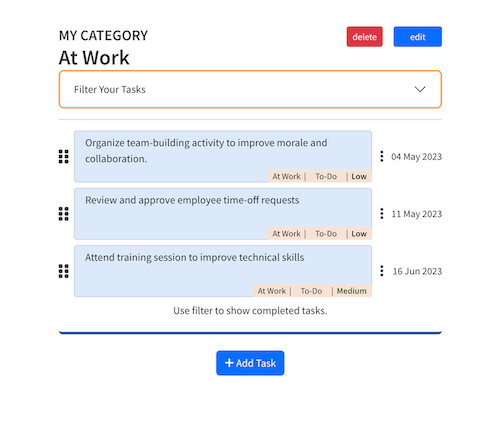 MY CATEGORY
delete
edit
At Work
Filter Your Tasks
Organize team-building activity to improve morale and
collaboration.
At Work | To-Do | Low
04 May 2023
Review and approve employee time-off requests
At Work | To-Do | Low
11 May 2023
Attend training session to improve technical skills
At Work | To-Do | Medium
16 Jun 2023
Use filter to show completed tasks.
+ Add Task